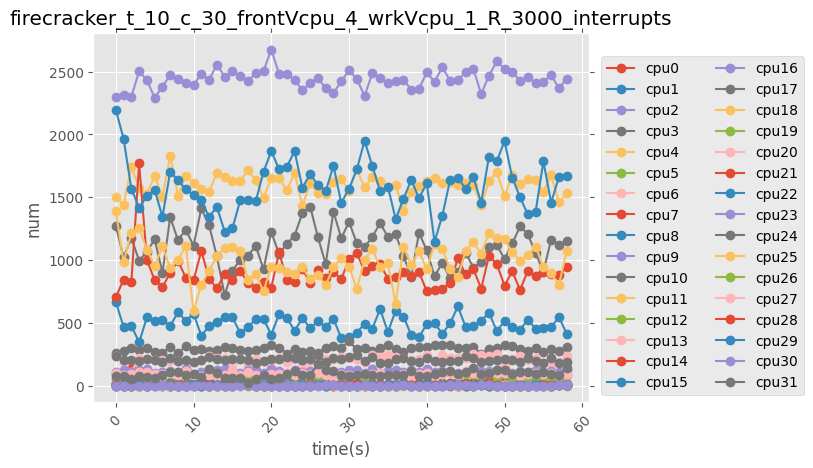 firecracker_t_10_c_30_frontVcpu_4_wrkVcpu_1_R_3000_interrupts
num
2500
2000
1500
1000
500
0
0
10
20
30
40
50
60
time(s)
cpu0
cpu1
cpu2
cpu3
cpu4
cpu5
cpu6
cpu7
cpu8
cpu9
cpu10
cpu11
cpu12
cpu13
cpu14
cpu15
cpu16
cpu17
cpu18
cpu19
cpu20
cpu21
cpu22
cpu23
cpu24
cpu25
cpu26
cpu27
cpu28
cpu29
cpu30
cpu31